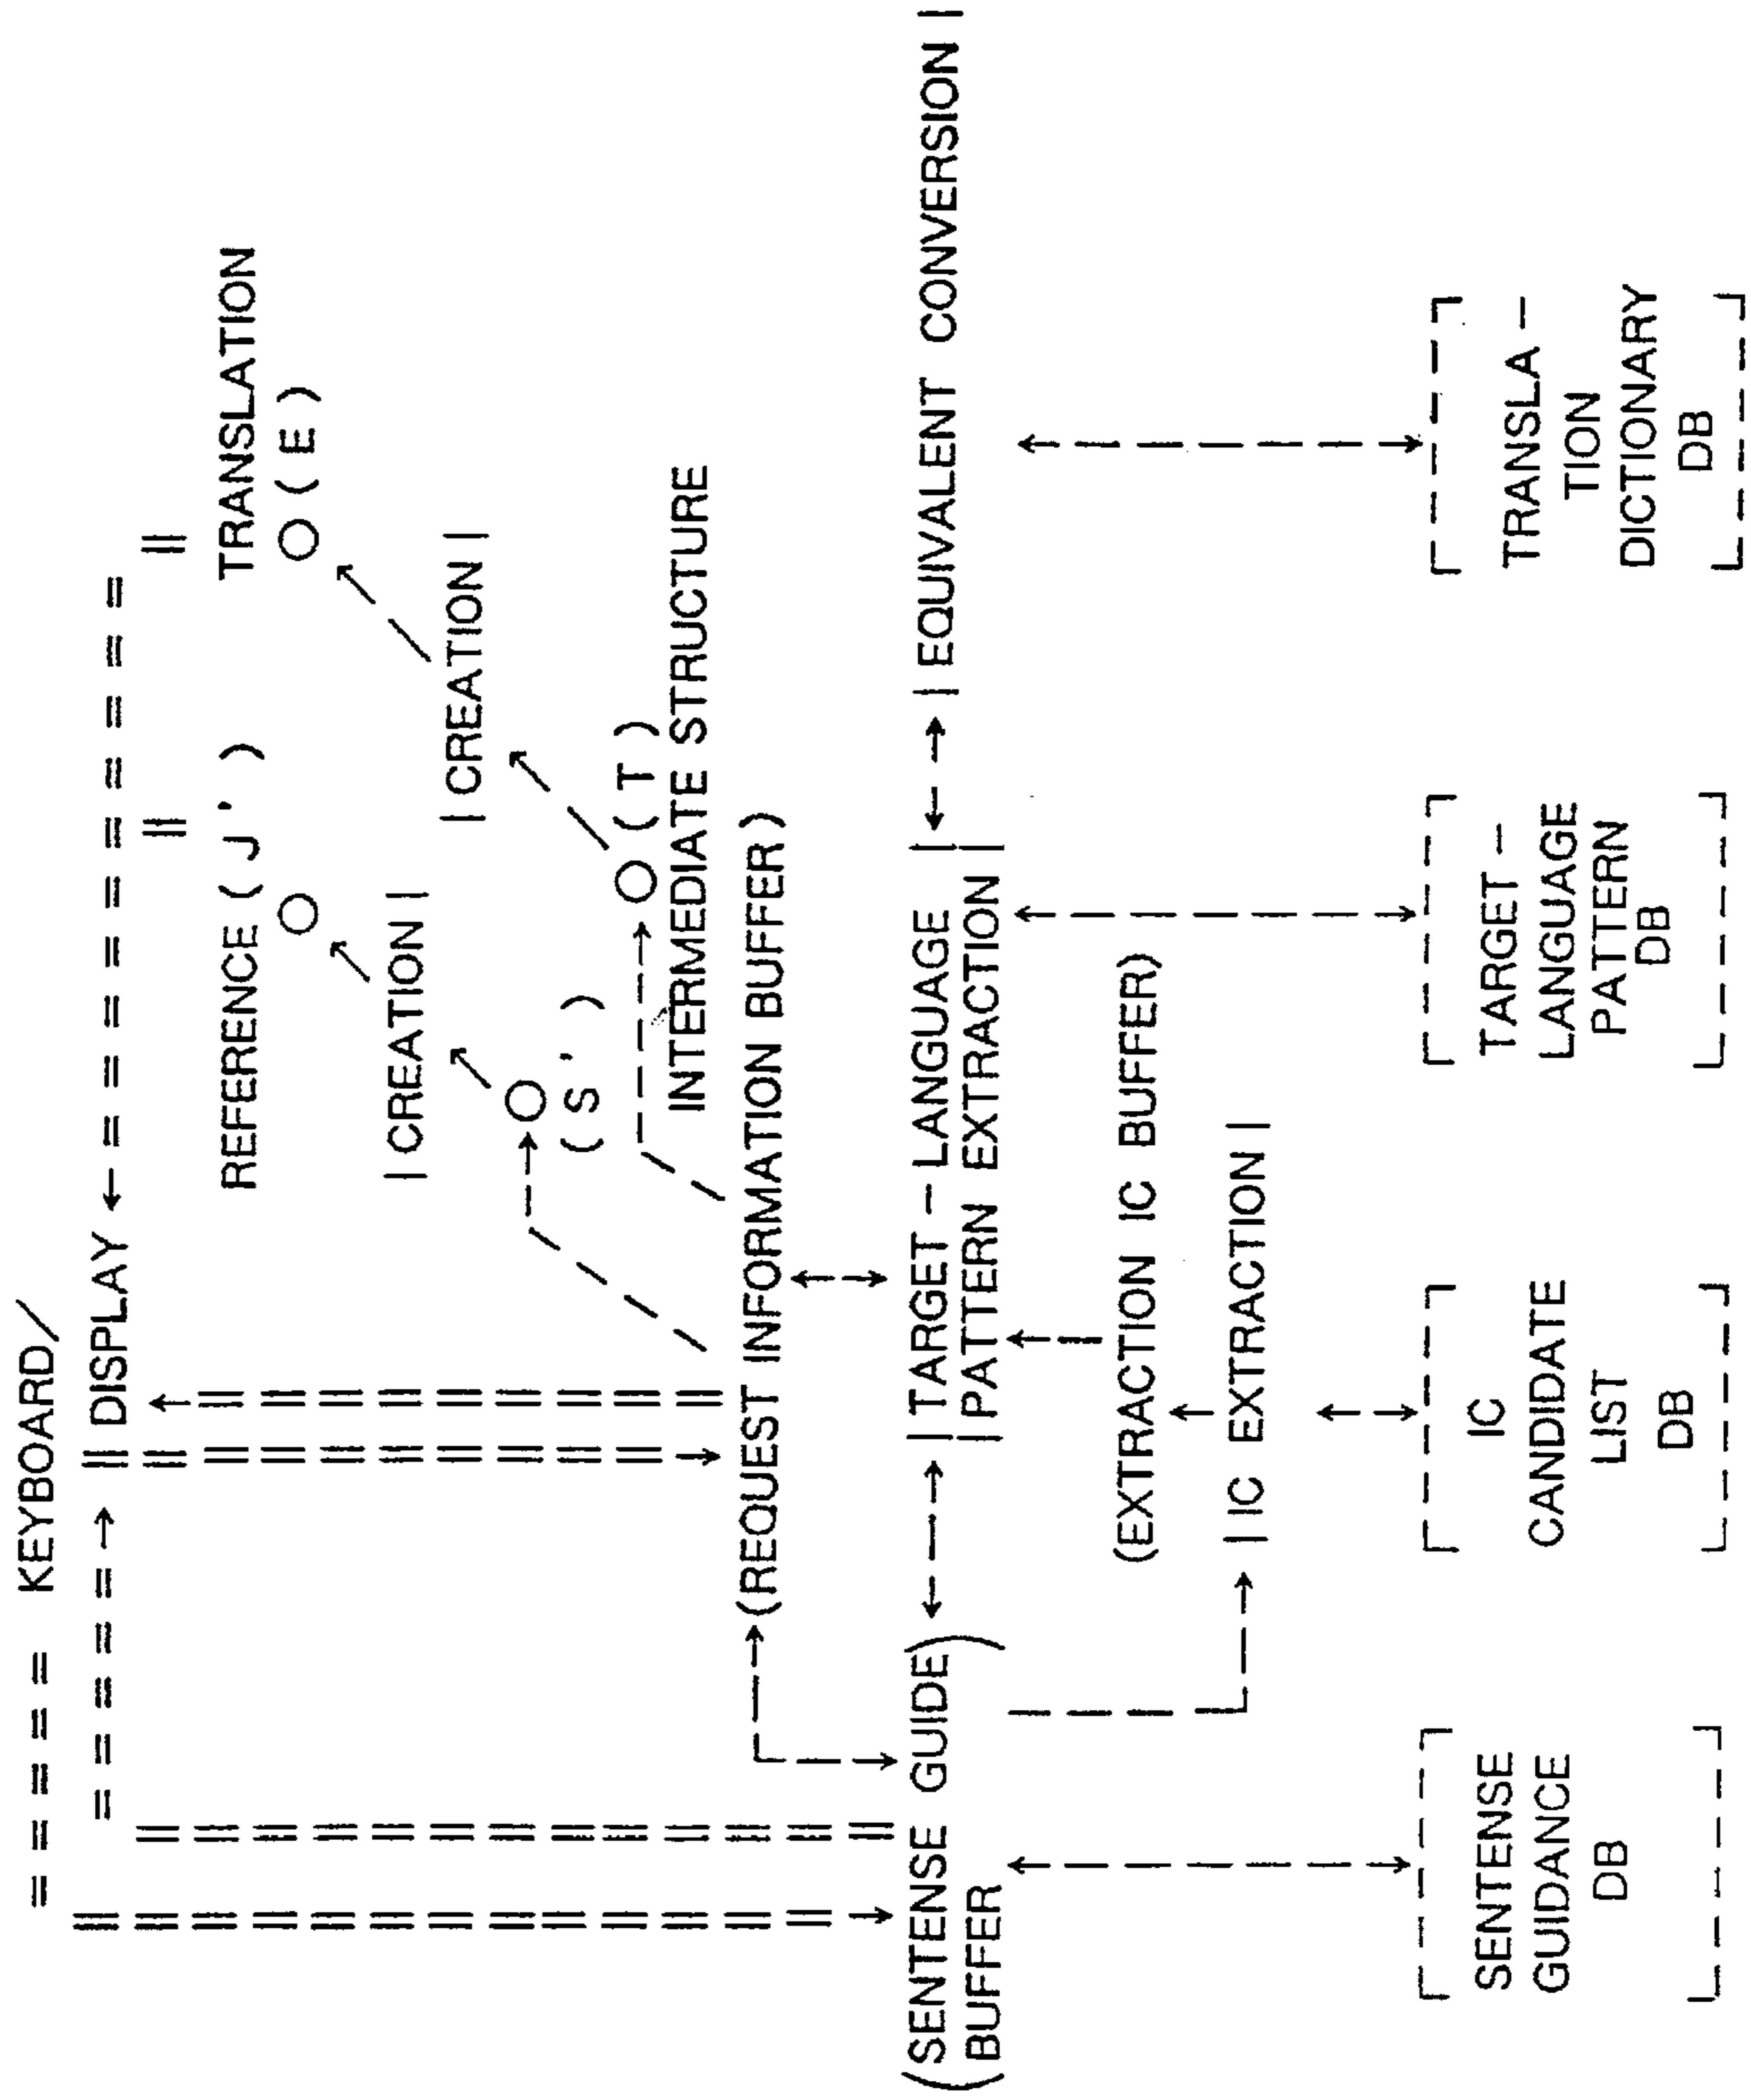 KEYBOARD/
DISPLAY
REFERENCE (J')
TRANSLATION
(E)
|CREATION|
|CREATION|
(S')
(T)
INTERMEDIATE STRUCTURE
(REQUEST INFORMATION BUFFER)
(SENTENSE GUIDE)
(BUFFER )
|TARGET-LANGUAGE |
|PATTERN EXTRACTION|
|EQUIVALENT CONVERSION|
(EXTRACTION IC BUFFER)
|IC EXTRACTION|
SENTENSE
GUIDANCE
DB
IC
CANDIDATE
LIST
DB
TARGET-
LANGUAGE
PATTERN
DB
TRANSLA-
TION
DICTIONARY
DB